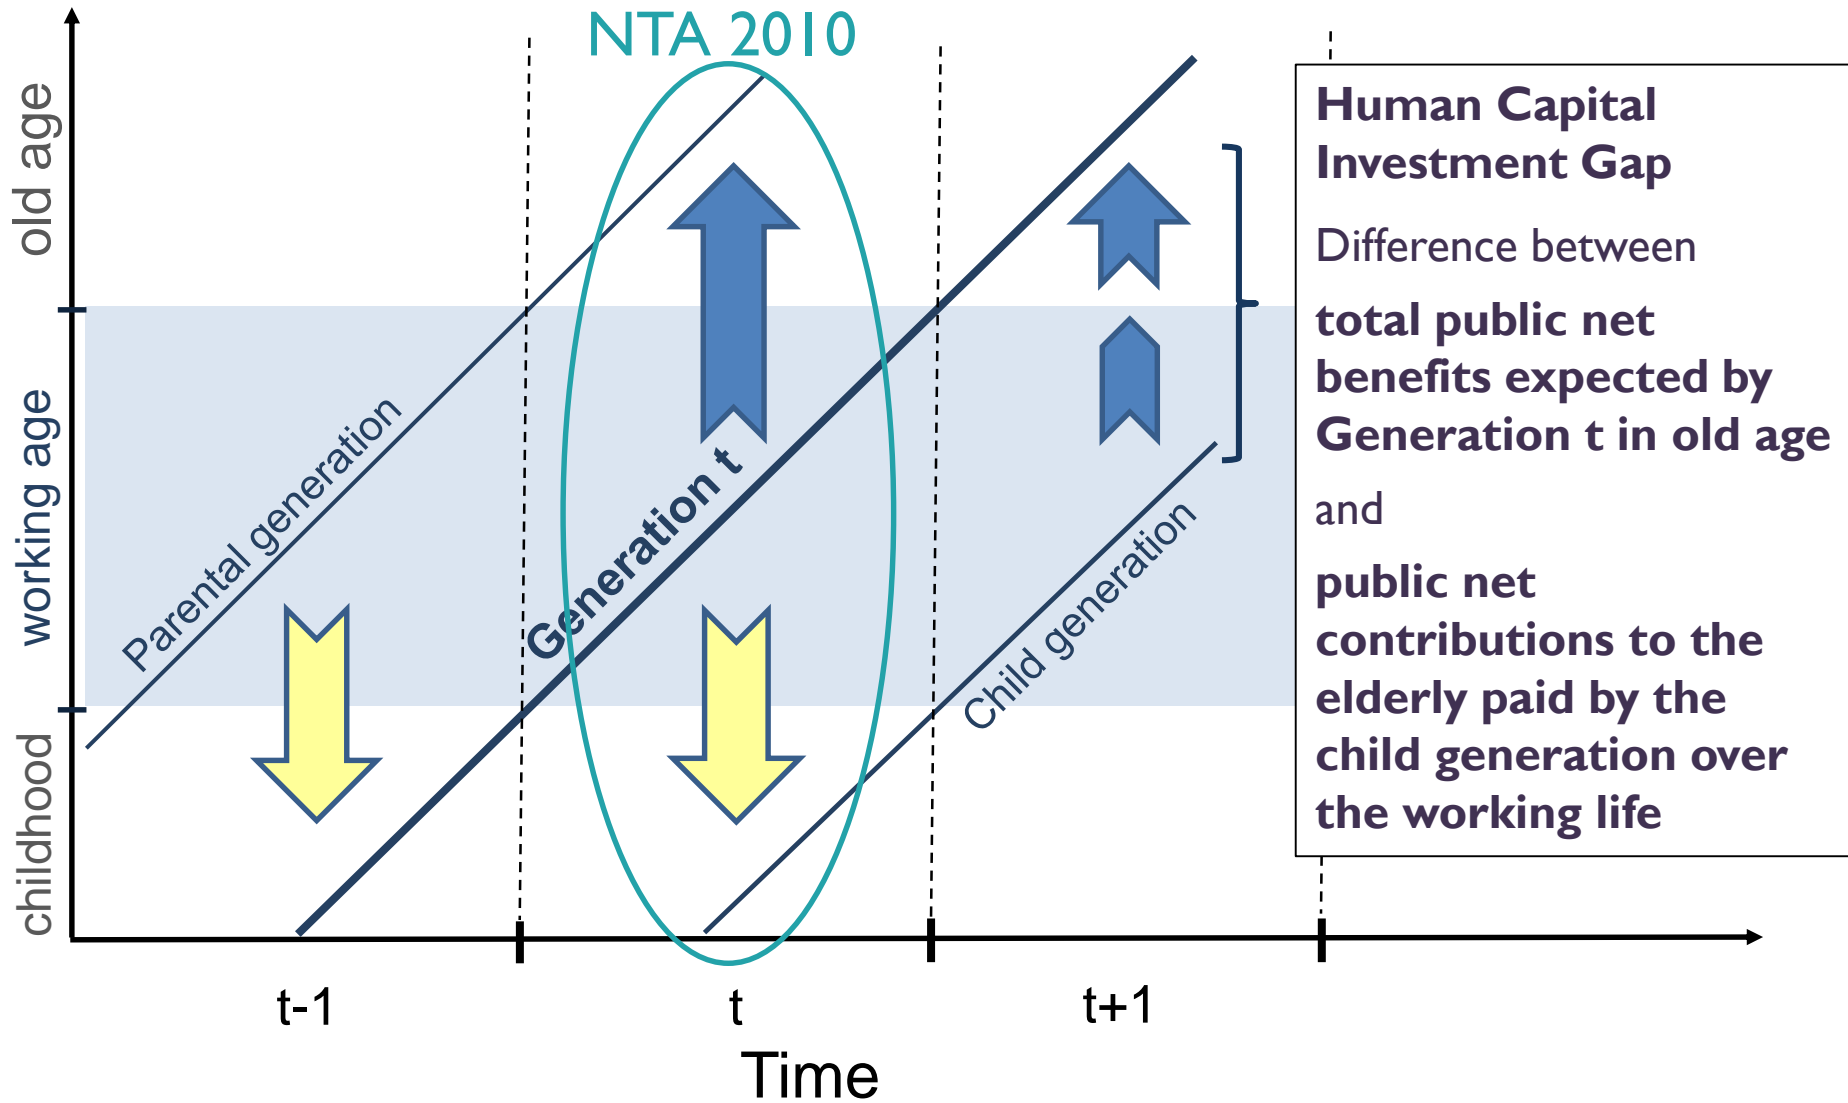 NTA 2010
old age
working age
childhood
Parental generation
Generation t
Child generation
t-1
t
t+1
Time
Human Capital
Investment Gap
Difference between
total public net
benefits expected by
Generation t in old age
and
public net
contributions to the
elderly paid by the
child generation over
the working life